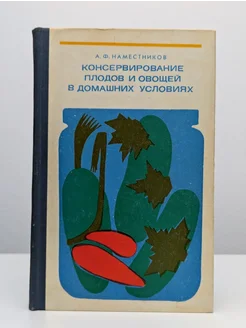 А.Ф. НАМЕСТНИКОВ
КОНСЕРВИРОВАНИЕ
ПЛОДОВ И ОВОЩЕЙ
В ДОМАШНИХ УСЛОВИЯХ